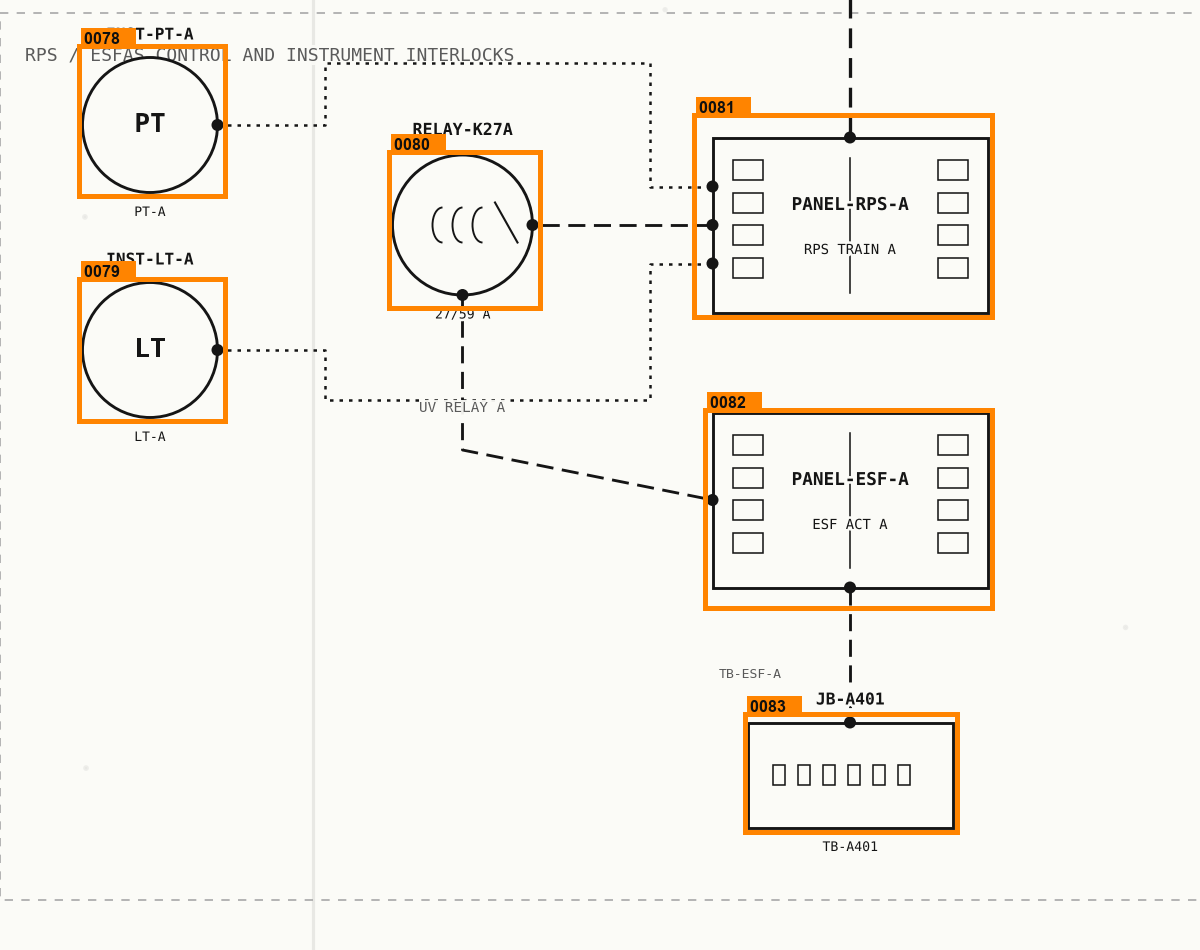 0078
T-PT-A
RPS / ESFAS CONTROL AND INSTRUMENT INTERLOCKS
PT
PT-A
INST-LT-A
0079
LT
LT-A
RELAY-K27A
0080
27/59 A
UV RELAY A
0081
PANEL-RPS-A
RPS TRAIN A
0082
PANEL-ESF-A
ESF ACT A
TB-ESF-A
JB-A401
0083
TB-A401